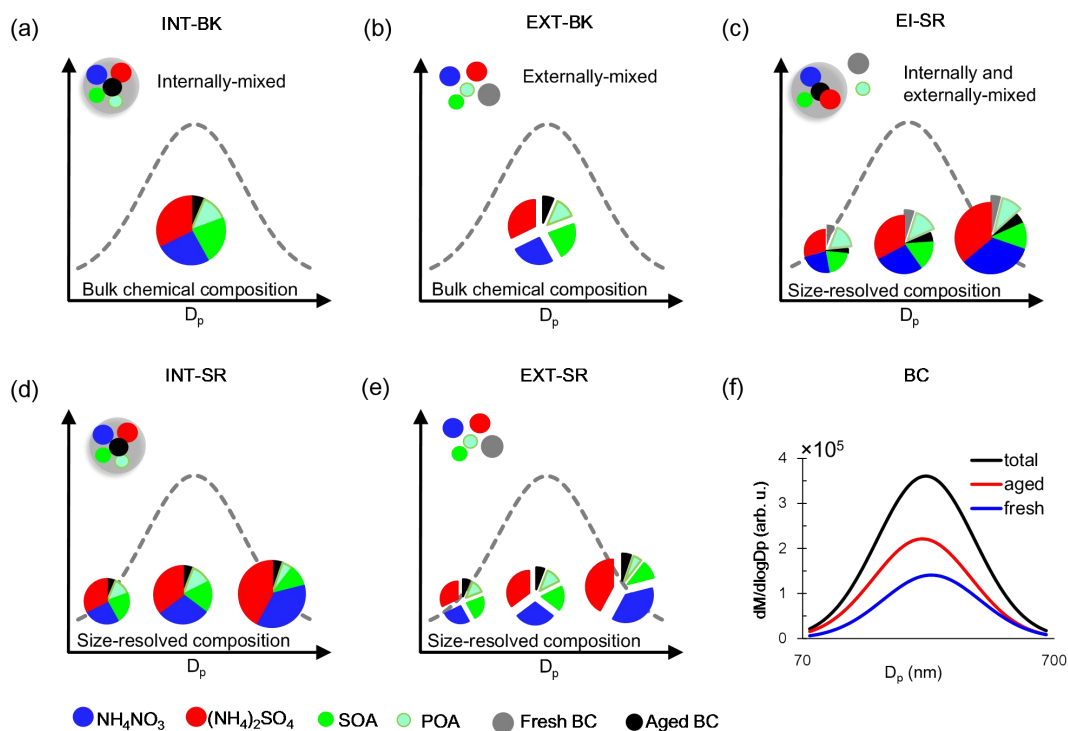 (a)
INT-BK
Internally-mixed
Bulk chemical composition
Dp
(b)
EXT-BK
Externally-mixed
Bulk chemical composition
Dp
(c)
EI-SR
Internally and
externally-mixed
Size-resolved composition
Dp
(d)
INT-SR
Size-resolved composition
Dp
(e)
EXT-SR
Size-resolved composition
Dp
(f)
BC
×10⁵
total
aged
fresh
4
3
2
1
0
dM/dlogDp (arb. u.)
70
700
Dp (nm)
NH₄NO₃
(NH₄)₂SO₄
SOA
POA
Fresh BC
Aged BC